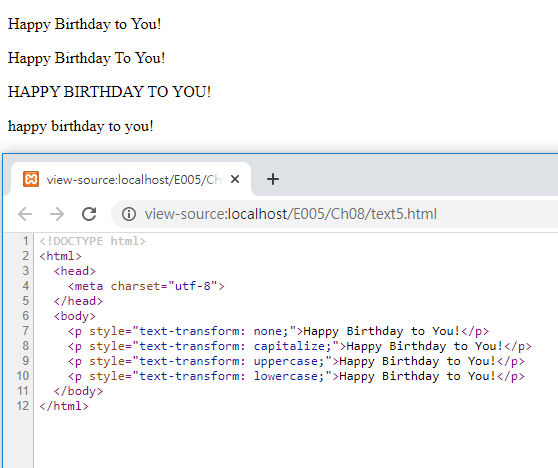 Happy Birthday to You!
Happy Birthday To You!
HAPPY BIRTHDAY TO YOU!
happy birthday to you!
view-source:localhost/E005/Ch
view-source:localhost/E005/Ch08/text5.html
1 <!DOCTYPE html>
2 <html>
3   <head>
4     <meta charset="utf-8">
5   </head>
6   <body>
7     <p style="text-transform: none;">Happy Birthday to You!</p>
8     <p style="text-transform: capitalize;">Happy Birthday to You!</p>
9     <p style="text-transform: uppercase;">Happy Birthday to You!</p>
10     <p style="text-transform: lowercase;">Happy Birthday to You!</p>
11   </body>
12 </html>